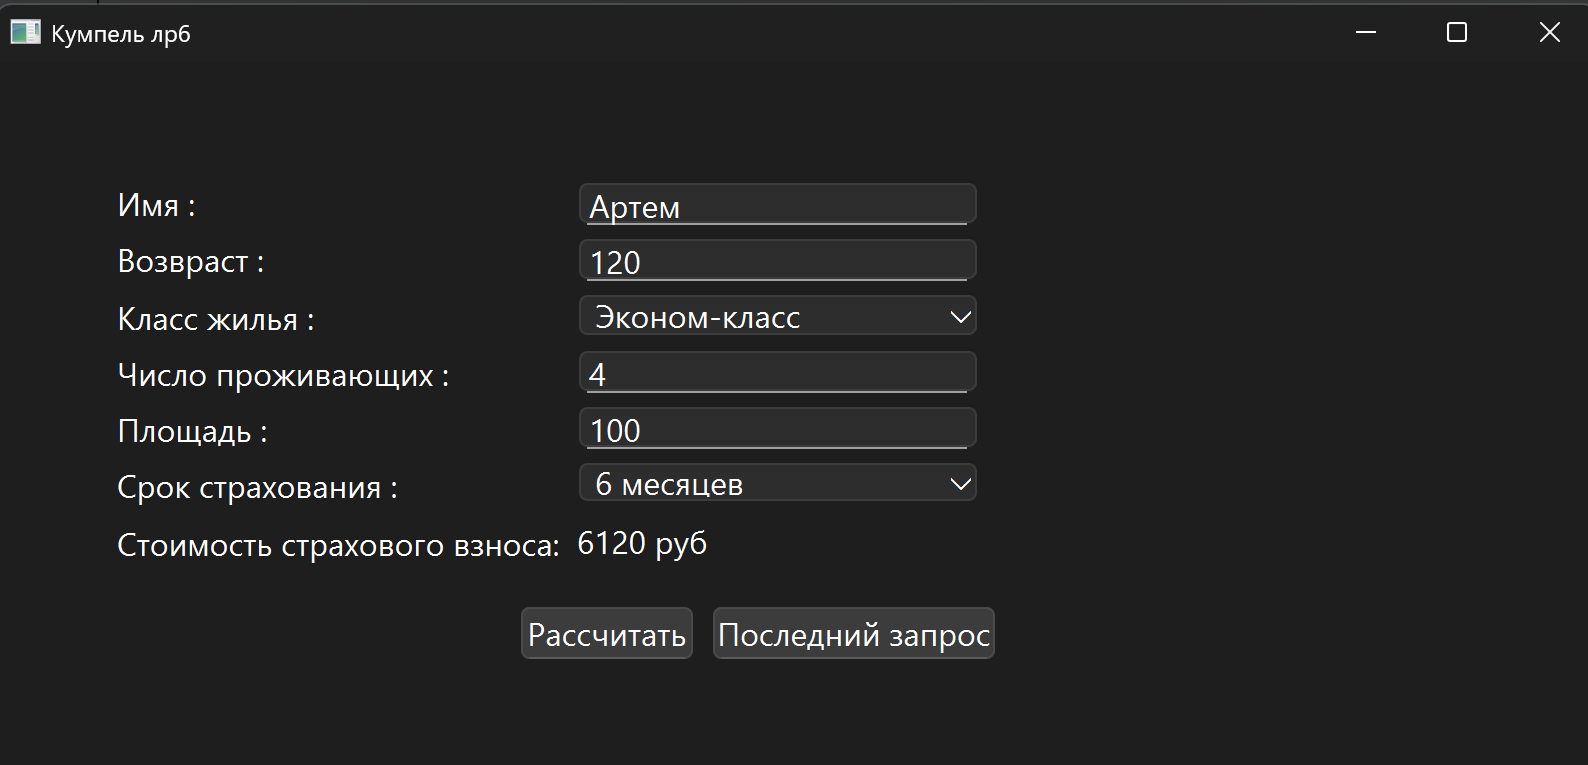 Кумпель лр6
Имя : Артем
Возвраст : 120
Класс жилья : Эконом-класс
Число проживающих : 4
Площадь : 100
Срок страхования : 6 месяцев
Стоимость страхового взноса: 6120 руб
Рассчитать Последний запрос